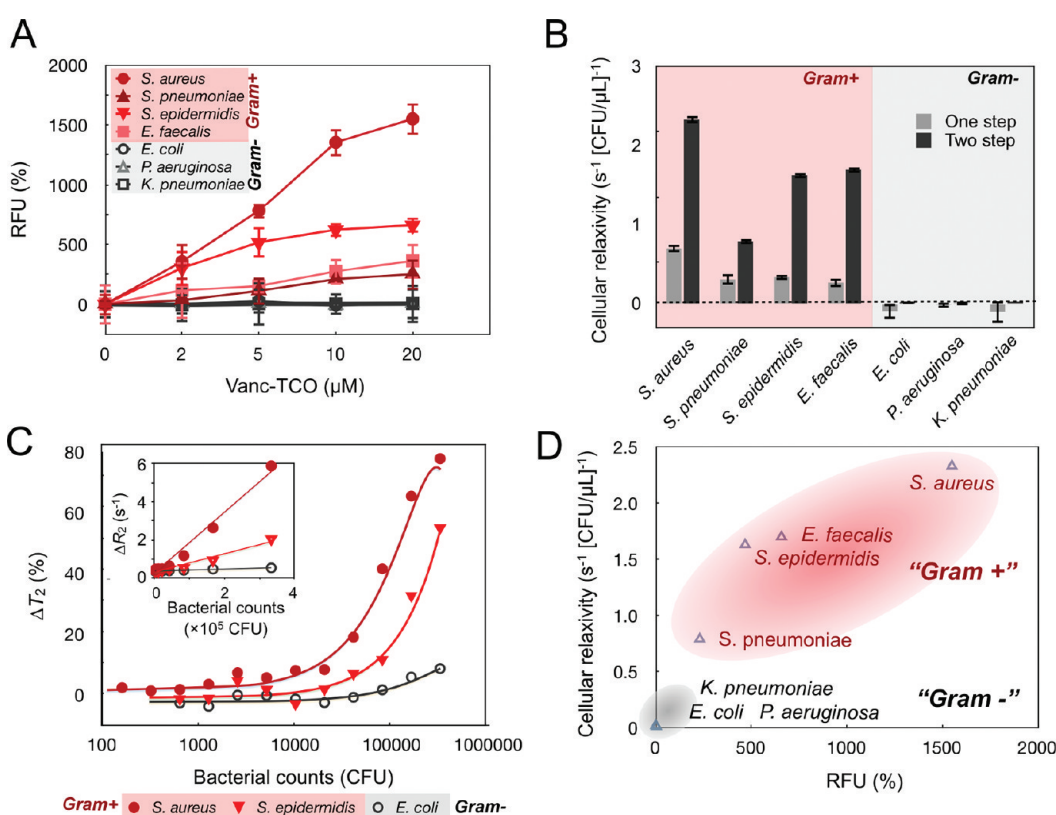 A
2000
1500
1000
500
0
RFU (%)
S. aureus
S. pneumoniae
S. epidermidis
E. faecalis
E. coli
P. aeruginosa
K. pneumoniae
Gram+
Gram-
0 2 5 10 20
Vanc-TCO (µM)
B
3
2
1
0
Cellular relaxivity (s⁻¹ [CFU/µL]⁻¹)
Gram+
Gram-
One step
Two step
S. aureus
S. pneumoniae
S. epidermidis
E. faecalis
E. coli
P. aeruginosa
K. pneumoniae
C
80
60
40
20
0
ΔT₂ (%)
6
4
2
0
ΔR₂ (s⁻¹)
0 2 4
Bacterial counts
(×10⁵ CFU)
100 1000 10000 100000 1000000
Bacterial counts (CFU)
Gram+ S. aureus S. epidermidis E. coli Gram-
D
2.5
2.0
1.5
1.0
0.5
0
Cellular relaxivity (s⁻¹ [CFU/µL]⁻¹)
S. aureus
E. faecalis
S. epidermidis
"Gram +"
S. pneumoniae
K. pneumoniae
"Gram -"
E. coli P. aeruginosa
0 500 1000 1500 2000
RFU (%)